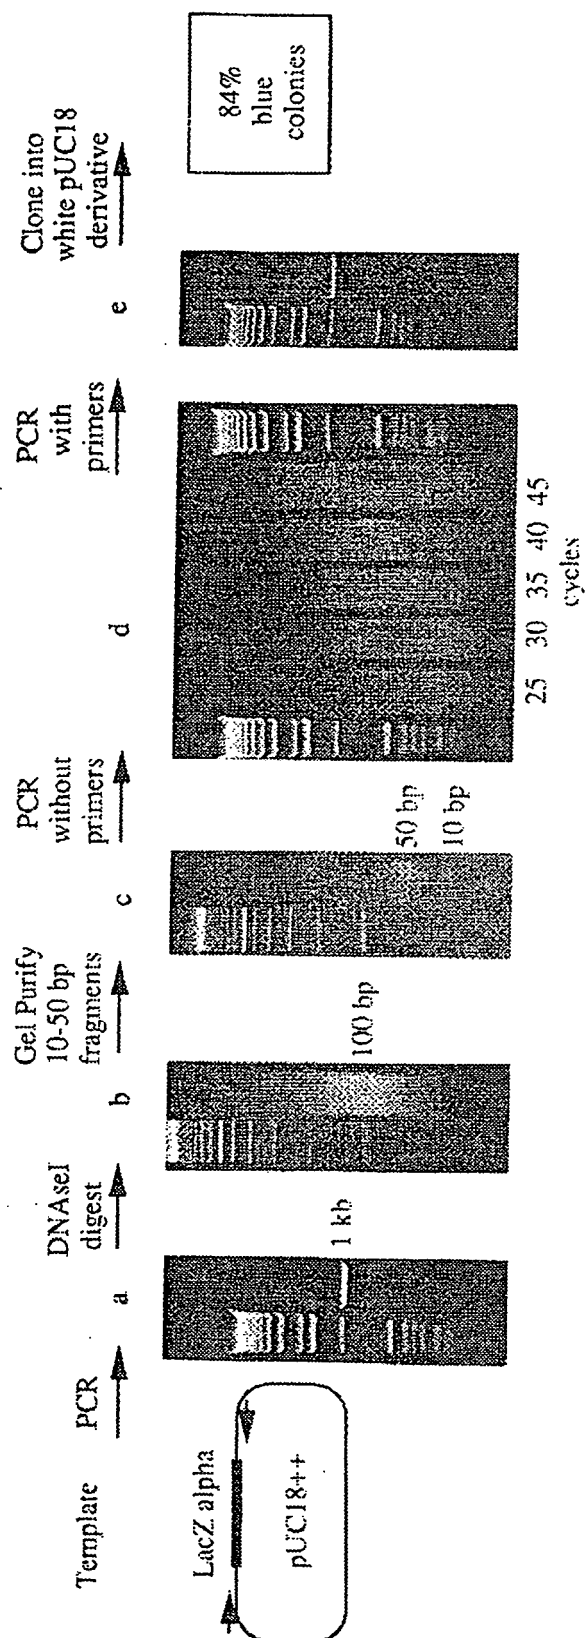 Template
LacZ alpha
pUC18++
PCR
a
1 kb
DNAseI
digest
b
100 bp
Gel Purify
10-50 bp
fragments
c
50 bp
10 bp
PCR
without
primers
d
25 30 35 40 45
cycles
PCR
with
primers
e
Clone into
white pUC18
derivative
84%
blue
colonies